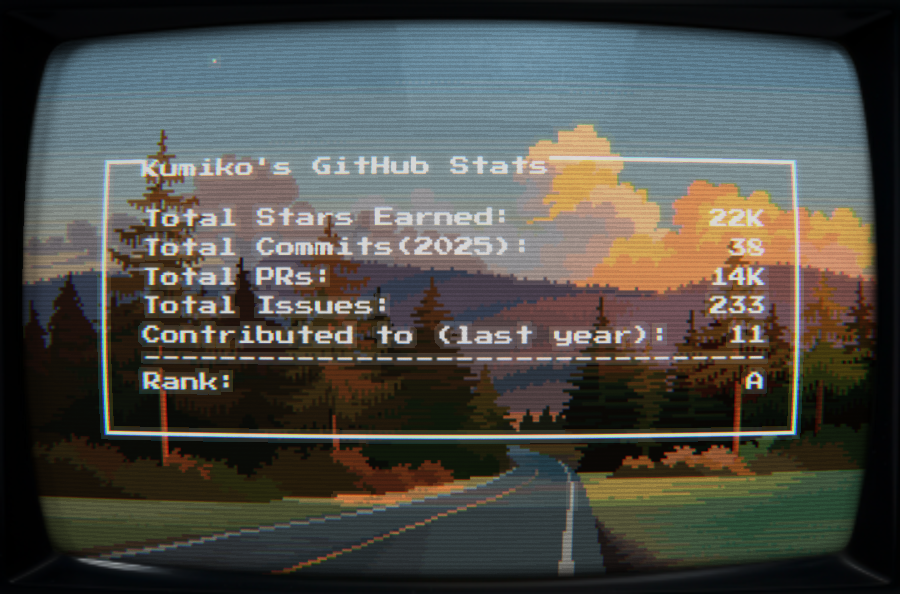 Kumiko's GitHub Stats
Total Stars Earned: 22K
Total Commits(2025): 38
Total PRs: 14K
Total Issues: 233
Contributed to (last year): 11
--------------------------------
Rank: A